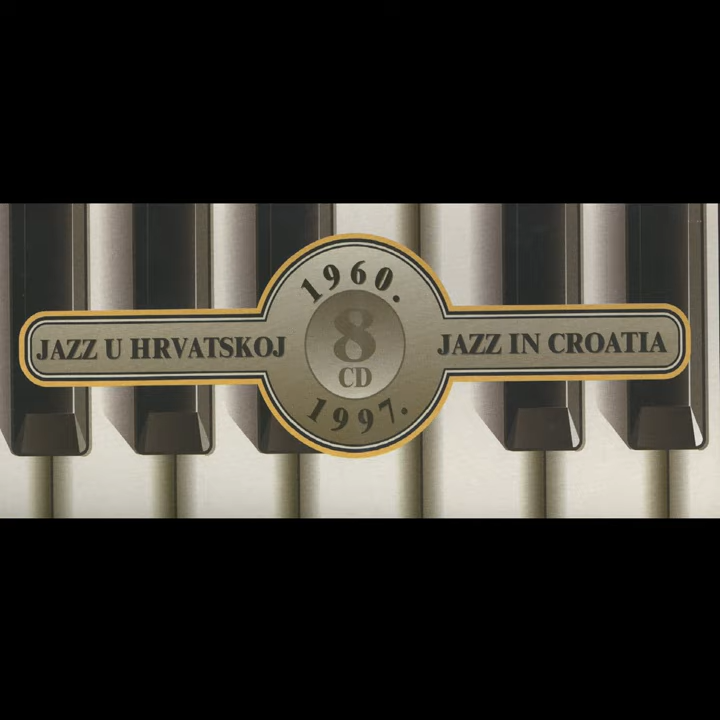 1960.
JAZZ U HRVATSKOJ
8
CD
JAZZ IN CROATIA
1997.